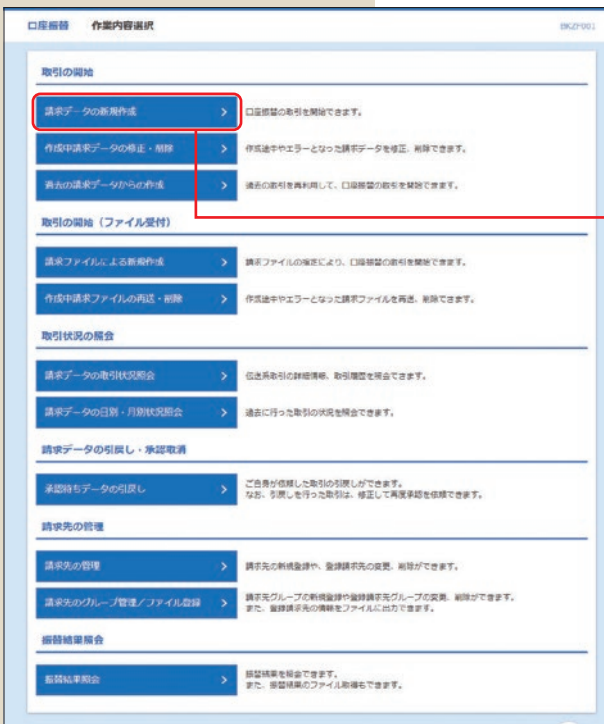 口座振替　作業内容選択　BKZF001
取引の開始
請求データの新規作成　口座振替の取引を開始できます。
作成中請求データの修正・削除　作成途中やエラーとなった請求データを修正、削除できます。
過去の請求データからの作成　過去の取引を再利用して、口座振替の取引を開始できます。
取引の開始（ファイル受付）
請求ファイルによる新規作成　請求ファイルの指定により、口座振替の取引を開始できます。
作成中請求ファイルの再送・削除　作成途中やエラーとなった請求ファイルを再送、削除できます。
取引状況の照会
請求データの取引状況照会　伝送系取引の詳細情報、取引履歴を照会できます。
請求データの日別・月別状況照会　過去に行った取引の状況を照会できます。
請求データの引戻し・承認取消
承認待ちデータの引戻し　ご自身が依頼した取引の引戻しができます。
なお、引戻しを行った取引は、修正して再度承認を依頼できます。
請求先の管理
請求先の管理　請求先の新規登録や、登録請求先の変更、削除ができます。
請求先のグループ管理／ファイル登録　請求先グループの新規登録や登録請求先グループの変更、削除ができます。
また、登録請求先の情報をファイルに出力できます。
振替結果照会
振替結果照会　振替結果を照会できます。
また、振替結果のファイル取得もできます。